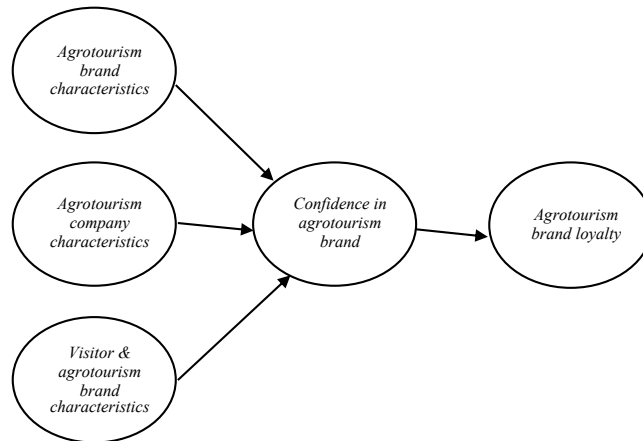 Agrotourism
brand
characteristics
Agrotourism
company
characteristics
Visitor &
agrotourism
brand
characteristics
Confidence in
agrotourism
brand
Agrotourism
brand loyalty